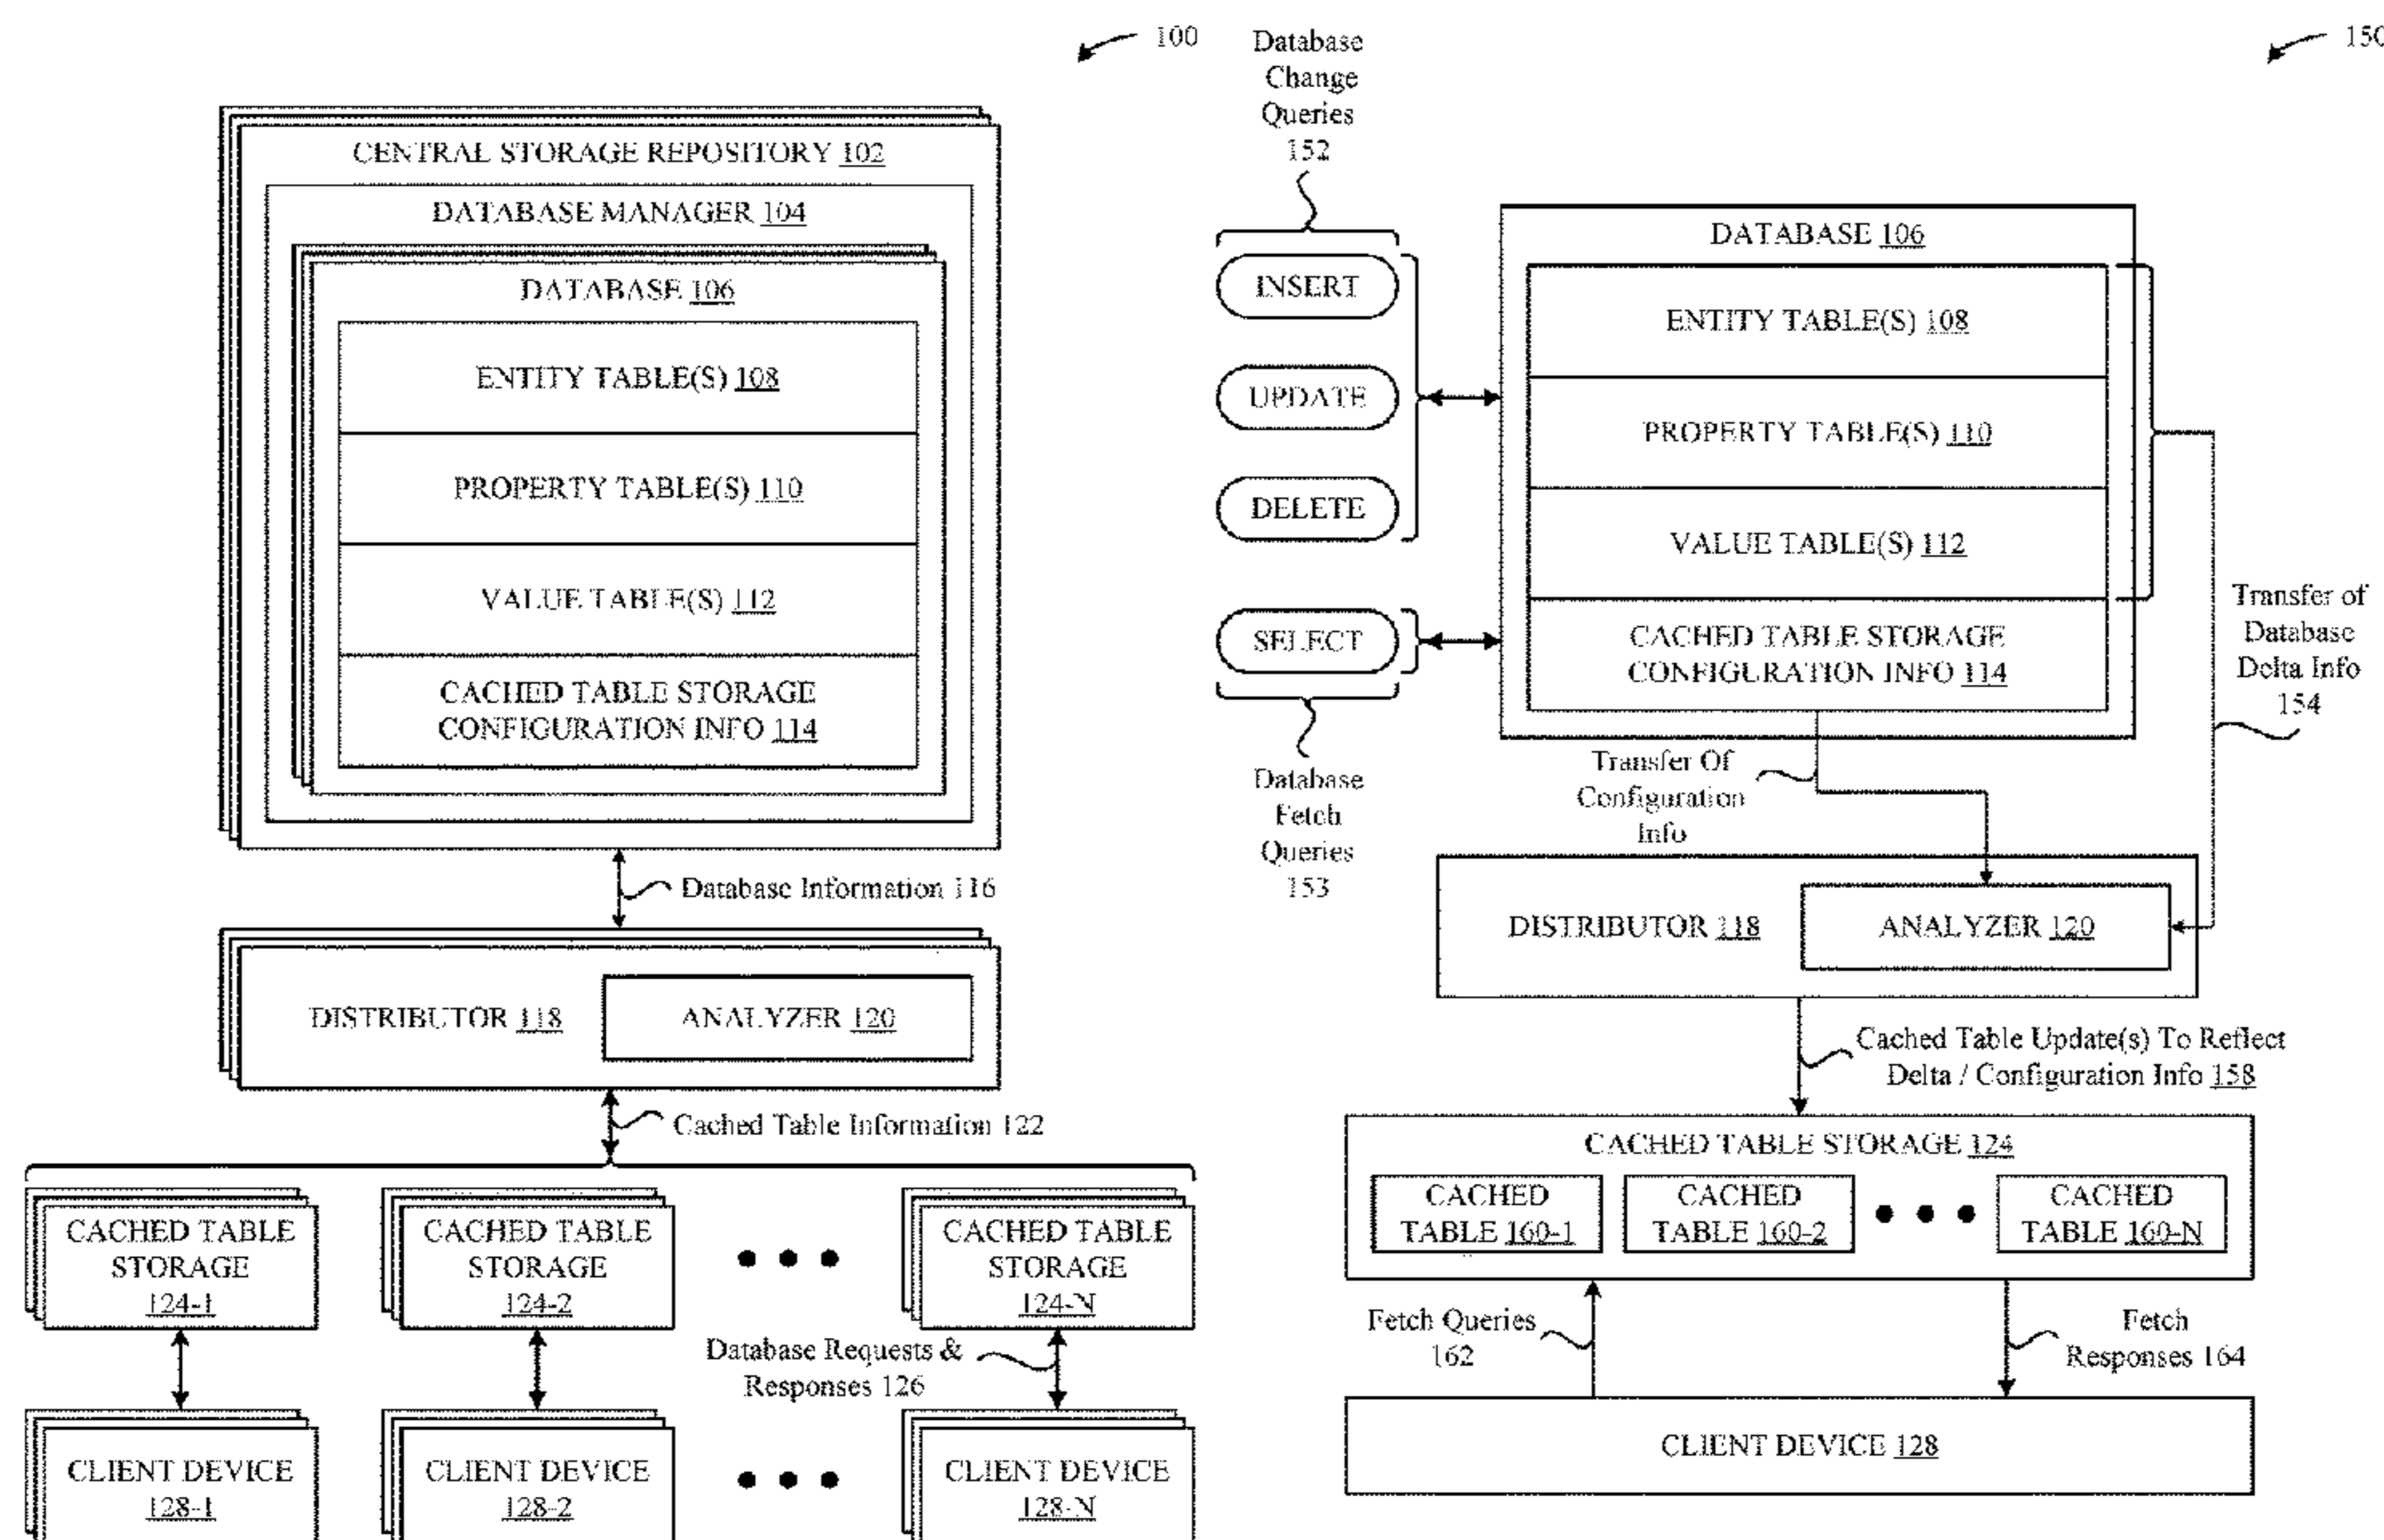 100
CENTRAL STORAGE REPOSITORY 102
DATABASE MANAGER 104
DATABASE 106
ENTITY TABLE(S) 108
PROPERTY TABLE(S) 110
VALUE TABLE(S) 112
CACHED TABLE STORAGE
CONFIGURATION INFO 114
Database Information 116
DISTRIBUTOR 118
ANALYZER 120
Cached Table Information 122
CACHED TABLE
STORAGE
124-1
CACHED TABLE
STORAGE
124-2
CACHED TABLE
STORAGE
124-N
Database Requests &
Responses 126
CLIENT DEVICE
128-1
CLIENT DEVICE
128-2
CLIENT DEVICE
128-N
150
Database
Change
Queries
152
INSERT
UPDATE
DELETE
SELECT
Database
Fetch
Queries
153
DATABASE 106
ENTITY TABLE(S) 108
PROPERTY TABLE(S) 110
VALUE TABLE(S) 112
CACHED TABLE STORAGE
CONFIGURATION INFO 114
Transfer of
Database
Delta Info
154
Transfer Of
Configuration
Info
DISTRIBUTOR 118
ANALYZER 120
Cached Table Update(s) To Reflect
Delta / Configuration Info 158
CACHED TABLE STORAGE 124
CACHED
TABLE 160-1
CACHED
TABLE 160-2
CACHED
TABLE 160-N
Fetch Queries
162
Fetch
Responses 164
CLIENT DEVICE 128